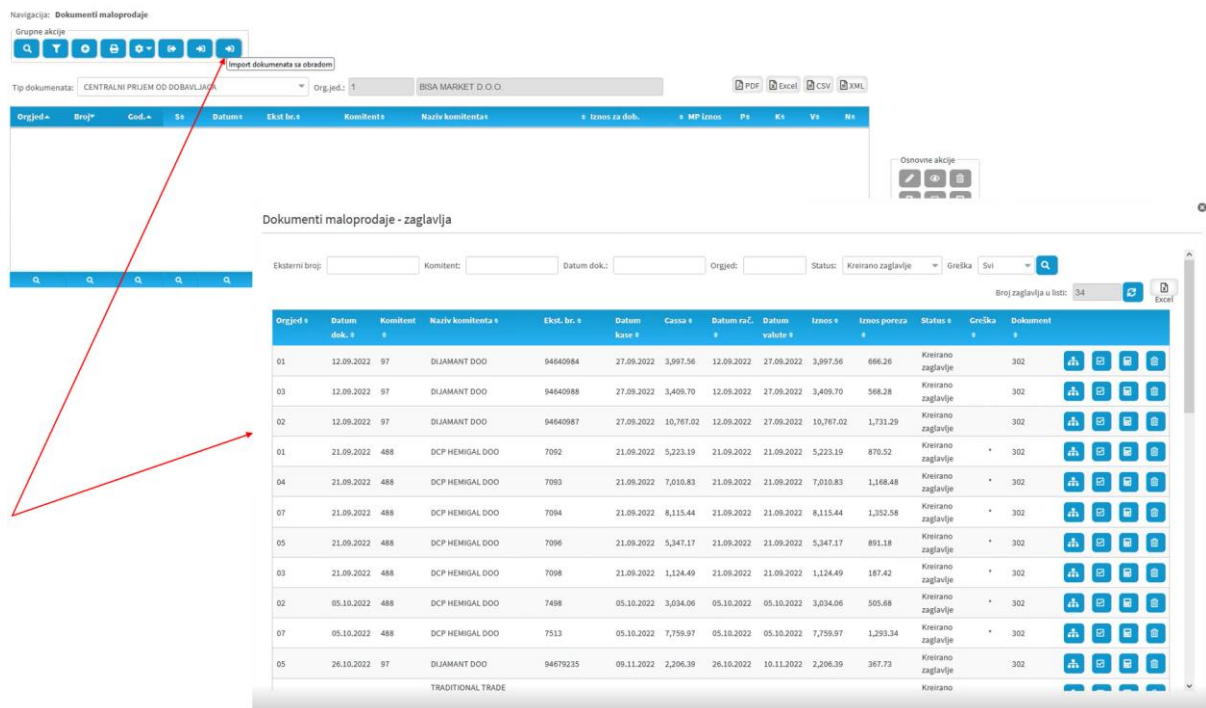 Navigacija: Dokumenti maloprodaje
Grupne akcije
Import dokumenata sa obradom
Tip dokumenata: CENTRALNI PRIJEM OD DOBAVLJAČA Org.jed.: 1 BISA MARKET D.O.O. PDF Excel CSV XML
Orgjed Broj God. S Datum Ekst br. Komitent Naziv komitenta Iznos za dob. MP iznos P K V N
Osnovne akcije
Dokumenti maloprodaje - zaglavlja
Eksterni broj: Komitent: Datum dok.: Orgjed: Status: Kreirano zaglavlje Greška Svi
Broj zaglavlja u listi: 34
Excel
Orgjed Datum dok. Komitent Naziv komitenta Ekst. br. Datum kase Cassa Datum rač. Datum valute Iznos Iznos poreza Status Greška Dokument
01 12.09.2022 97 DIJAMANT DOO 94640984 27.09.2022 3,997.56 12.09.2022 27.09.2022 3,997.56 666.26 Kreirano zaglavlje 302
03 12.09.2022 97 DIJAMANT DOO 94640988 27.09.2022 3,409.70 12.09.2022 27.09.2022 3,409.70 568.28 Kreirano zaglavlje 302
02 12.09.2022 97 DIJAMANT DOO 94640987 27.09.2022 10,767.02 12.09.2022 27.09.2022 10,767.02 1,731.29 Kreirano zaglavlje 302
01 21.09.2022 488 DCP HEMIGAL DOO 7092 21.09.2022 5,223.19 21.09.2022 21.09.2022 5,223.19 870.52 Kreirano zaglavlje * 302
04 21.09.2022 488 DCP HEMIGAL DOO 7093 21.09.2022 7,010.83 21.09.2022 21.09.2022 7,010.83 1,168.48 Kreirano zaglavlje * 302
07 21.09.2022 488 DCP HEMIGAL DOO 7094 21.09.2022 8,115.44 21.09.2022 21.09.2022 8,115.44 1,352.58 Kreirano zaglavlje * 302
05 21.09.2022 488 DCP HEMIGAL DOO 7096 21.09.2022 5,347.17 21.09.2022 21.09.2022 5,347.17 891.18 Kreirano zaglavlje * 302
03 21.09.2022 488 DCP HEMIGAL DOO 7098 21.09.2022 1,124.49 21.09.2022 21.09.2022 1,124.49 187.42 Kreirano zaglavlje * 302
02 05.10.2022 488 DCP HEMIGAL DOO 7498 05.10.2022 3,034.06 05.10.2022 05.10.2022 3,034.06 505.68 Kreirano zaglavlje * 302
07 05.10.2022 488 DCP HEMIGAL DOO 7513 05.10.2022 7,759.97 05.10.2022 05.10.2022 7,759.97 1,293.34 Kreirano zaglavlje * 302
05 26.10.2022 97 DIJAMANT DOO 94679235 09.11.2022 2,206.39 26.10.2022 10.11.2022 2,206.39 367.73 Kreirano zaglavlje 302
TRADITIONAL TRADE Kreirano